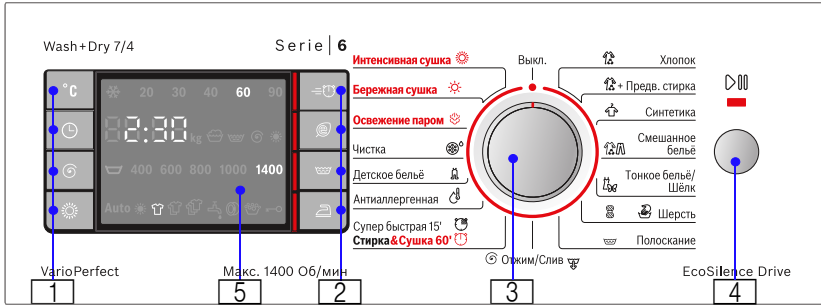 Wash+Dry 7/4
Serie | 6
°C
20 30 40 60 90
2:30 kg
400 600 800 1000 1400
Auto
VarioPerfect
Макс. 1400 Об/мин
Интенсивная сушка
Бережная сушка
Освежение паром
Чистка
Детское бельё
Антиаллергенная
Супер быстрая 15'
Стирка&Сушка 60'
Выкл.
Хлопок
+ Предв. стирка
Синтетика
Смешанное
бельё
Тонкое бельё/
Шёлк
Шерсть
Полоскание
Отжим/Слив
EcoSilence Drive
1
5
2
3
4